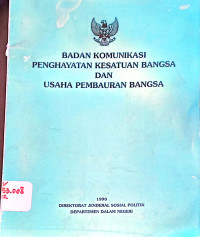 BADAN KOMUNIKASI
PENGHAYATAN KESATUAN BANGSA
DAN
USAHA PEMBAURAN BANGSA
1990
DIREKTORAT JENDERAL SOSIAL POLITIK
DEPARTEMEN DALAM NEGERI